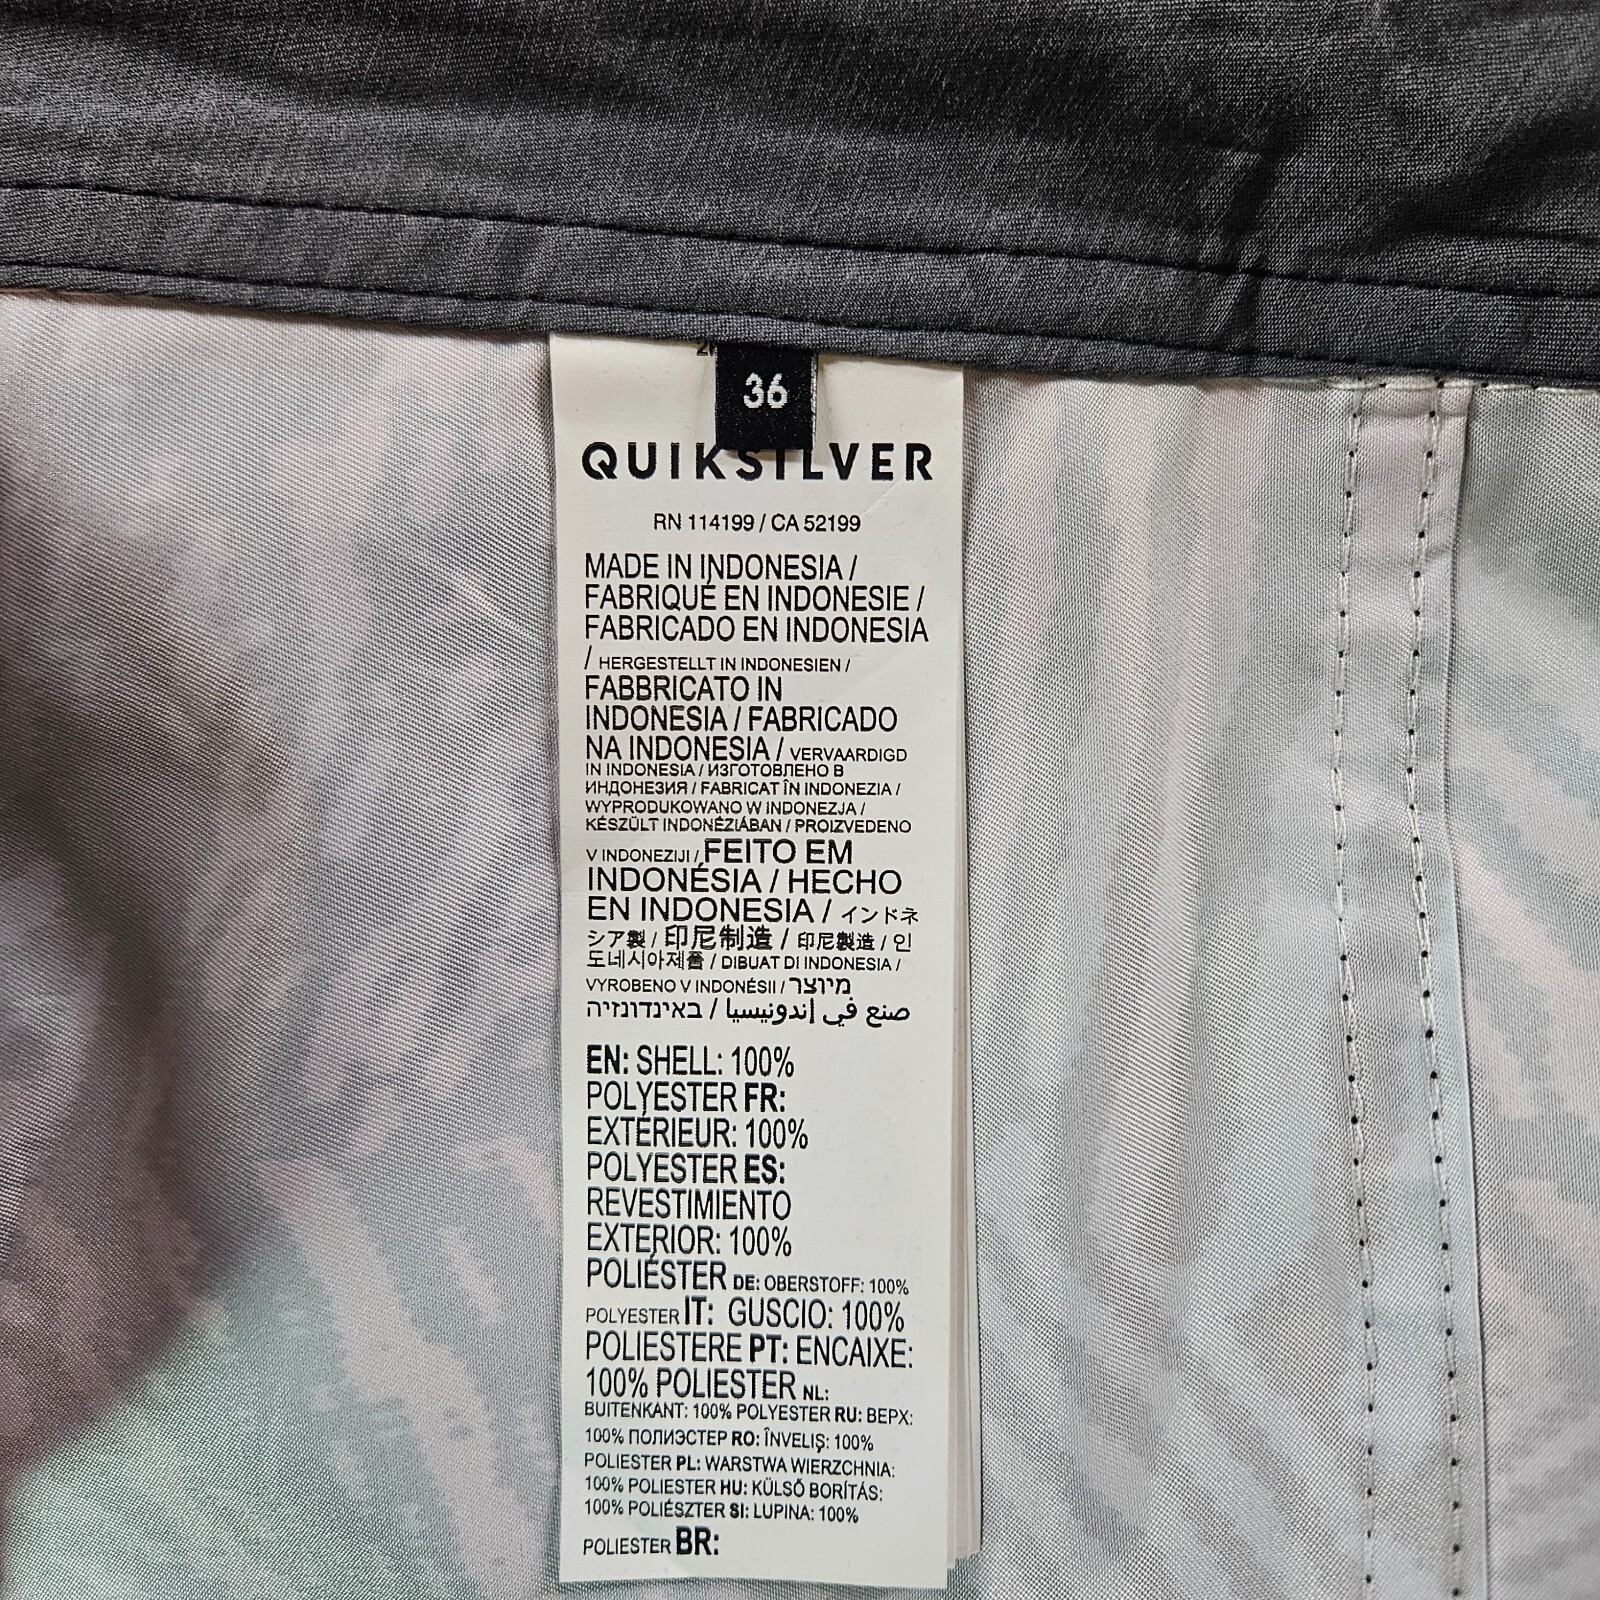 36
QUIKSILVER
RN 114199 / CA 52199
MADE IN INDONESIA /
FABRIQUÉ EN INDONESIE /
FABRICADO EN INDONESIA
/ HERGESTELLT IN INDONESIEN /
FABBRICATO IN
INDONESIA / FABRICADO
NA INDONESIA / VERVAARDIGD
IN INDONESIA / ИЗГОТОВЛЕНО В
ИНДОНЕЗИЯ / FABRICAT ÎN INDONEZIA /
WYPRODUKOWANO W INDONEZJA /
KÉSZÜLT INDONÉZIÁBAN / PROIZVEDENO
V INDONEZIJI / FEITO EM
INDONÉSIA / HECHO
EN INDONESIA / インドネ
シア製 / 印尼制造 / 印尼製造 / 인
도네시아제품 / DIBUAT DI INDONESIA /
VYROBENO V INDONÉSII / מיוצר
באינדונזיה / صنع في إندونيسيا
EN: SHELL: 100%
POLYESTER FR:
EXTÉRIEUR: 100%
POLYESTER ES:
REVESTIMIENTO
EXTERIOR: 100%
POLIÉSTER DE: OBERSTOFF: 100%
POLYESTER IT: GUSCIO: 100%
POLIESTERE PT: ENCAIXE:
100% POLIESTER NL:
BUITENKANT: 100% POLYESTER RU: ВЕРХ:
100% ПОЛИЭСТЕР RO: ÎNVELIŞ: 100%
POLIESTER PL: WARSTWA WIERZCHNIA:
100% POLIESTER HU: KÜLSŐ BORÍTÁS:
100% POLIÉSZTER SI: LUPINA: 100%
POLIESTER BR: